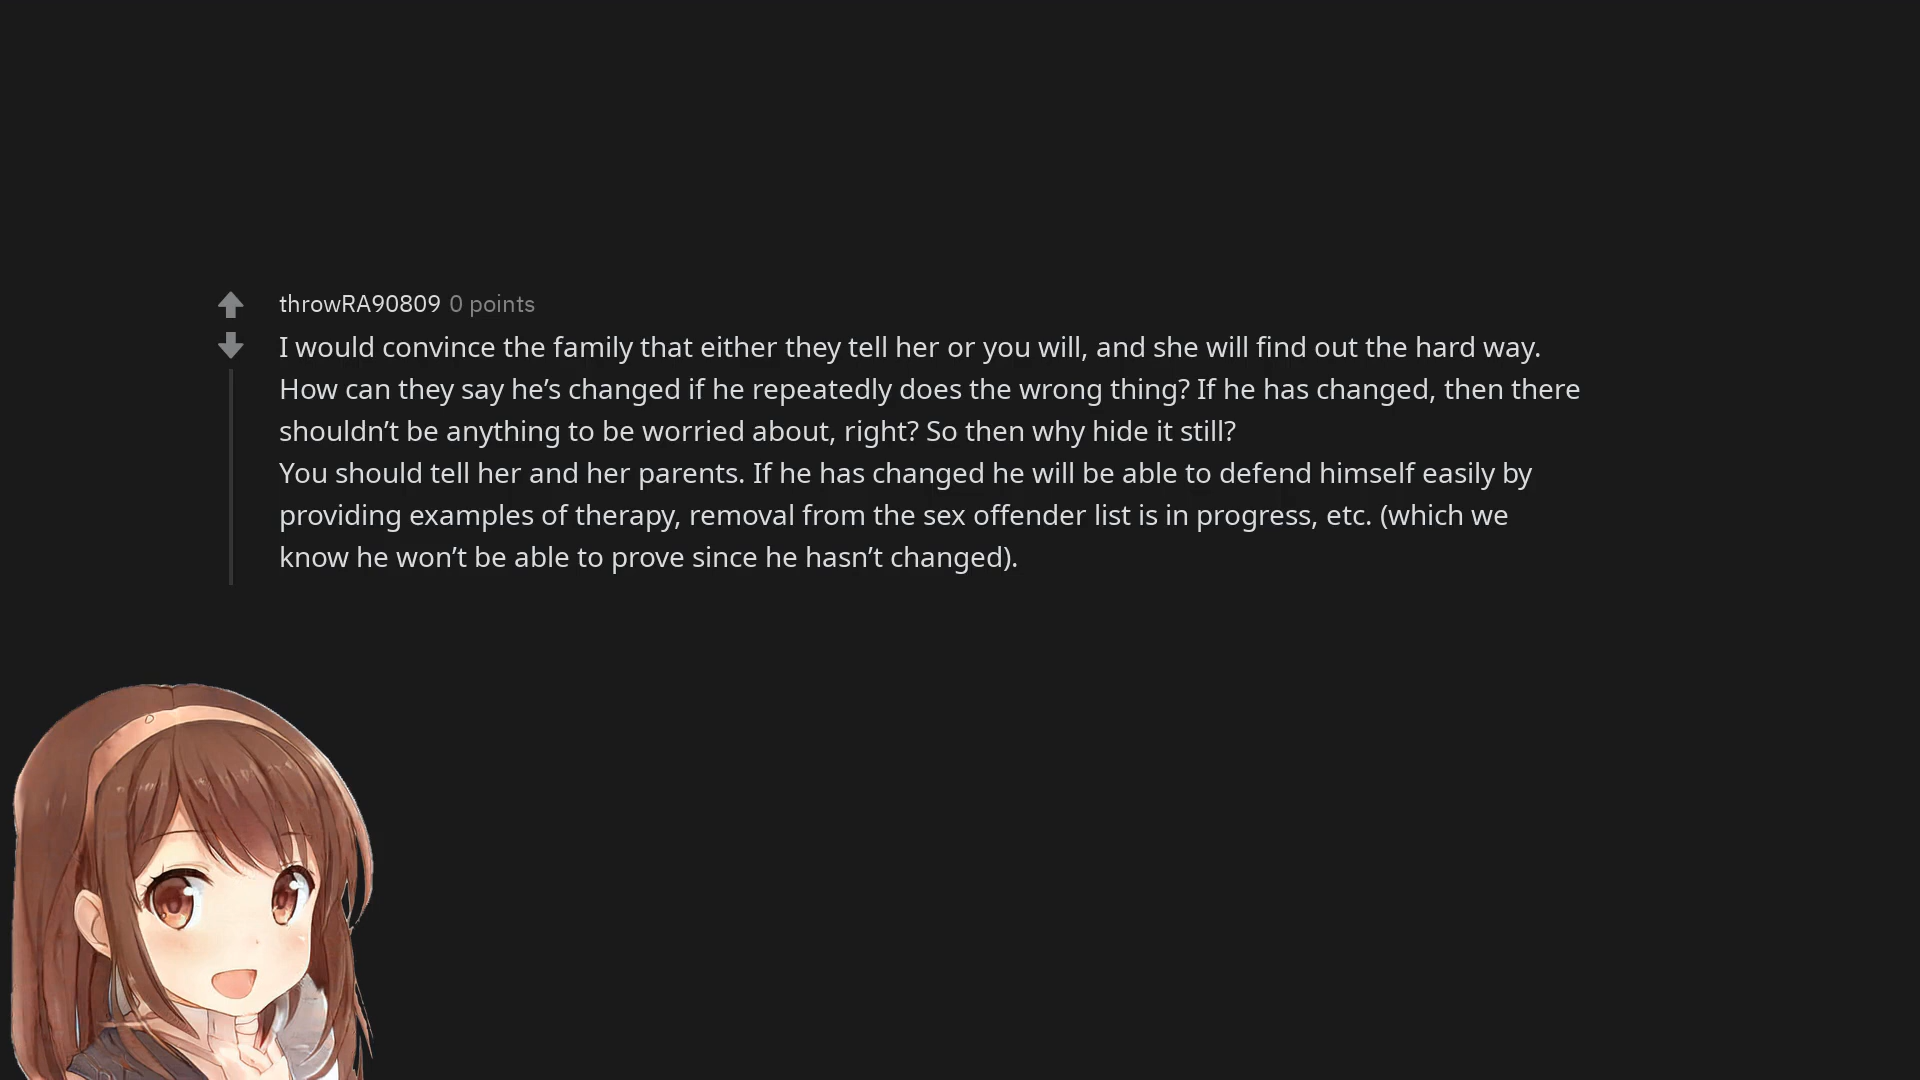 throwRA90809 0 points
I would convince the family that either they tell her or you will, and she will find out the hard way.
How can they say he’s changed if he repeatedly does the wrong thing? If he has changed, then there
shouldn’t be anything to be worried about, right? So then why hide it still?
You should tell her and her parents. If he has changed he will be able to defend himself easily by
providing examples of therapy, removal from the sex offender list is in progress, etc. (which we
know he won’t be able to prove since he hasn’t changed).